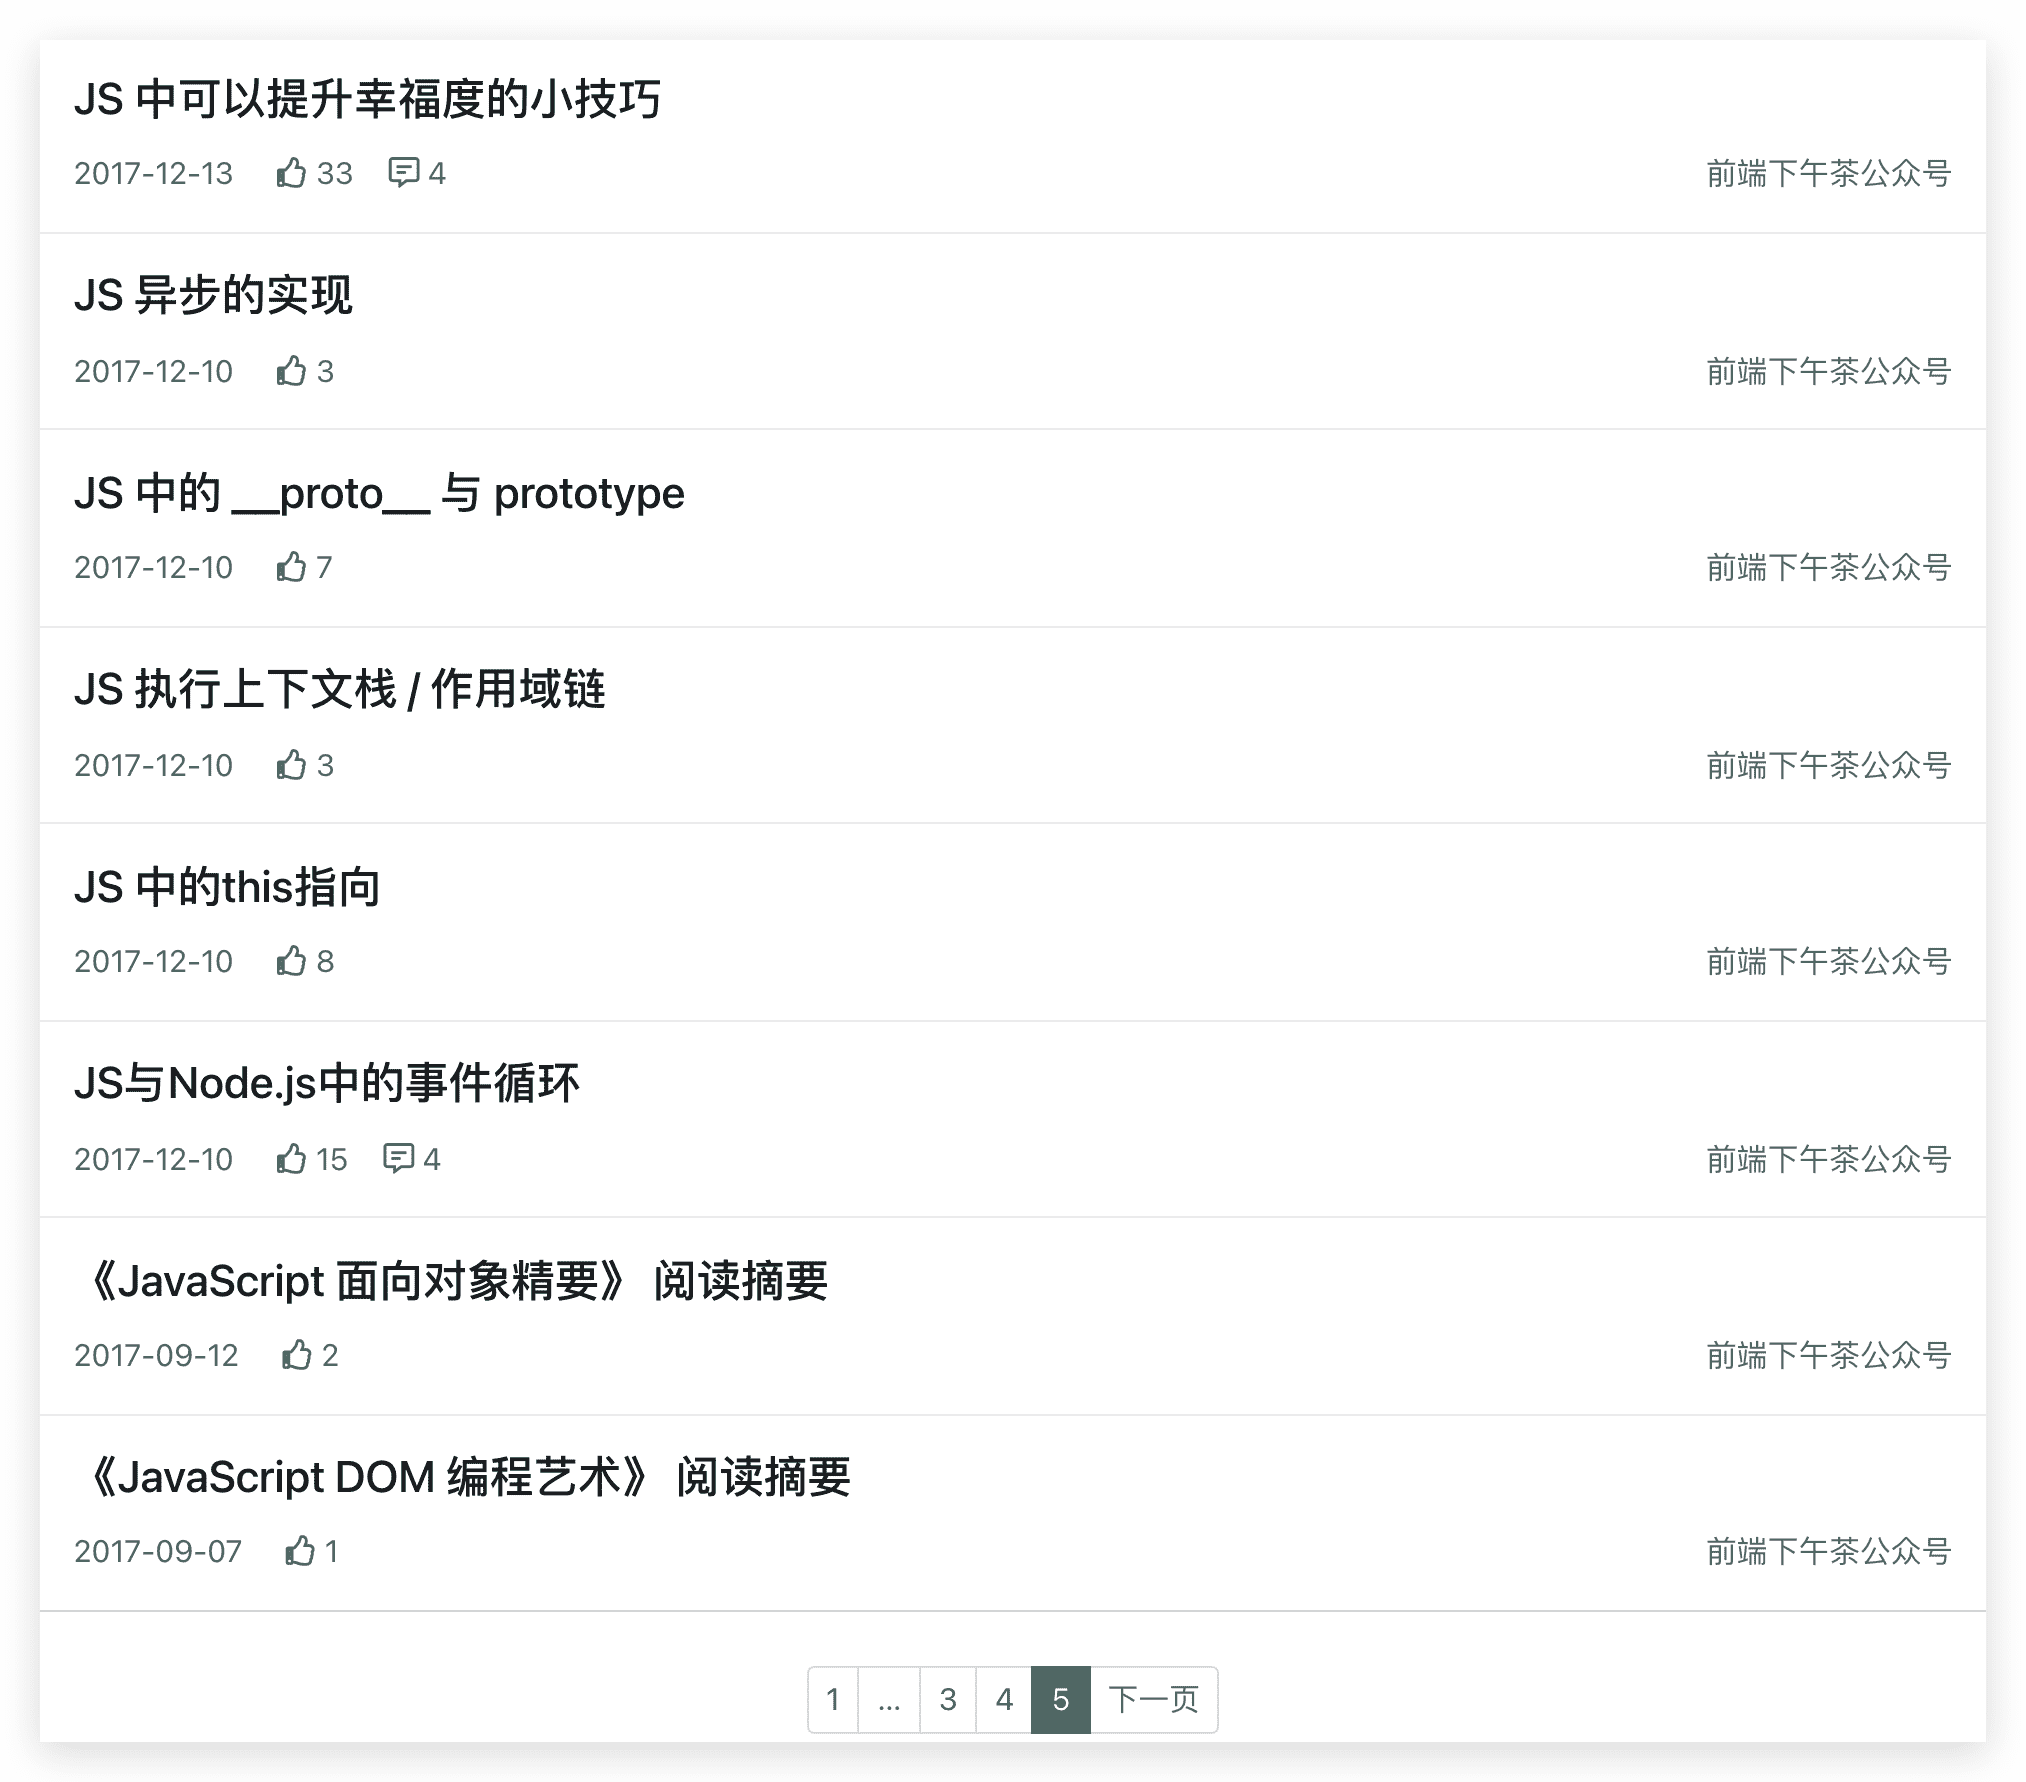 JS 中可以提升幸福度的小技巧
2017-12-13 33 4 前端下午茶公众号
JS 异步的实现
2017-12-10 3 前端下午茶公众号
JS 中的 __proto__ 与 prototype
2017-12-10 7 前端下午茶公众号
JS 执行上下文栈 / 作用域链
2017-12-10 3 前端下午茶公众号
JS 中的this指向
2017-12-10 8 前端下午茶公众号
JS与Node.js中的事件循环
2017-12-10 15 4 前端下午茶公众号
《JavaScript 面向对象精要》 阅读摘要
2017-09-12 2 前端下午茶公众号
《JavaScript DOM 编程艺术》 阅读摘要
2017-09-07 1 前端下午茶公众号
1 ... 3 4 5 下一页